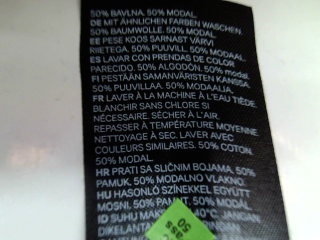 50% BAVLNA, 50% MODAL.
DE MIT ÄHNLICHEN FARBEN WASCHEN.
50% BAUMWOLLE, 50% MODAL.
EE PESE KOOS SARNAST VÄRVI
RIIETEGA. 50% PUUVILL, 50% MODAAL.
ES LAVAR CON PRENDAS DE COLOR
PARECIDO. 50% ALGODÓN, 50% modal.
FI PESTÄÄN SAMANVÄRISTEN KANSSA.
50% PUUVILLAA, 50% MODAALIA.
FR LAVER À LA MACHINE À L'EAU TIÈDE.
BLANCHIR SANS CHLORE SI
NÉCESSAIRE. SÉCHER À L'AIR.
REPASSER À TEMPÉRATURE MOYENNE.
NETTOYAGE À SEC. LAVER AVEC
COULEURS SIMILAIRES. 50% COTON,
50% MODAL.
HR PRATI SA SLIČNIM BOJAMA, 50%
PAMUK, 50% MODALNO VLAKNO
HU HASONLÓ SZÍNEKKEL EGYÜTT
MOSNI, 50% PAMUT, 50% MODÁL
ID SUHU MAKS 40°C. JANGAN
DIKELANTANG JANGAN
50